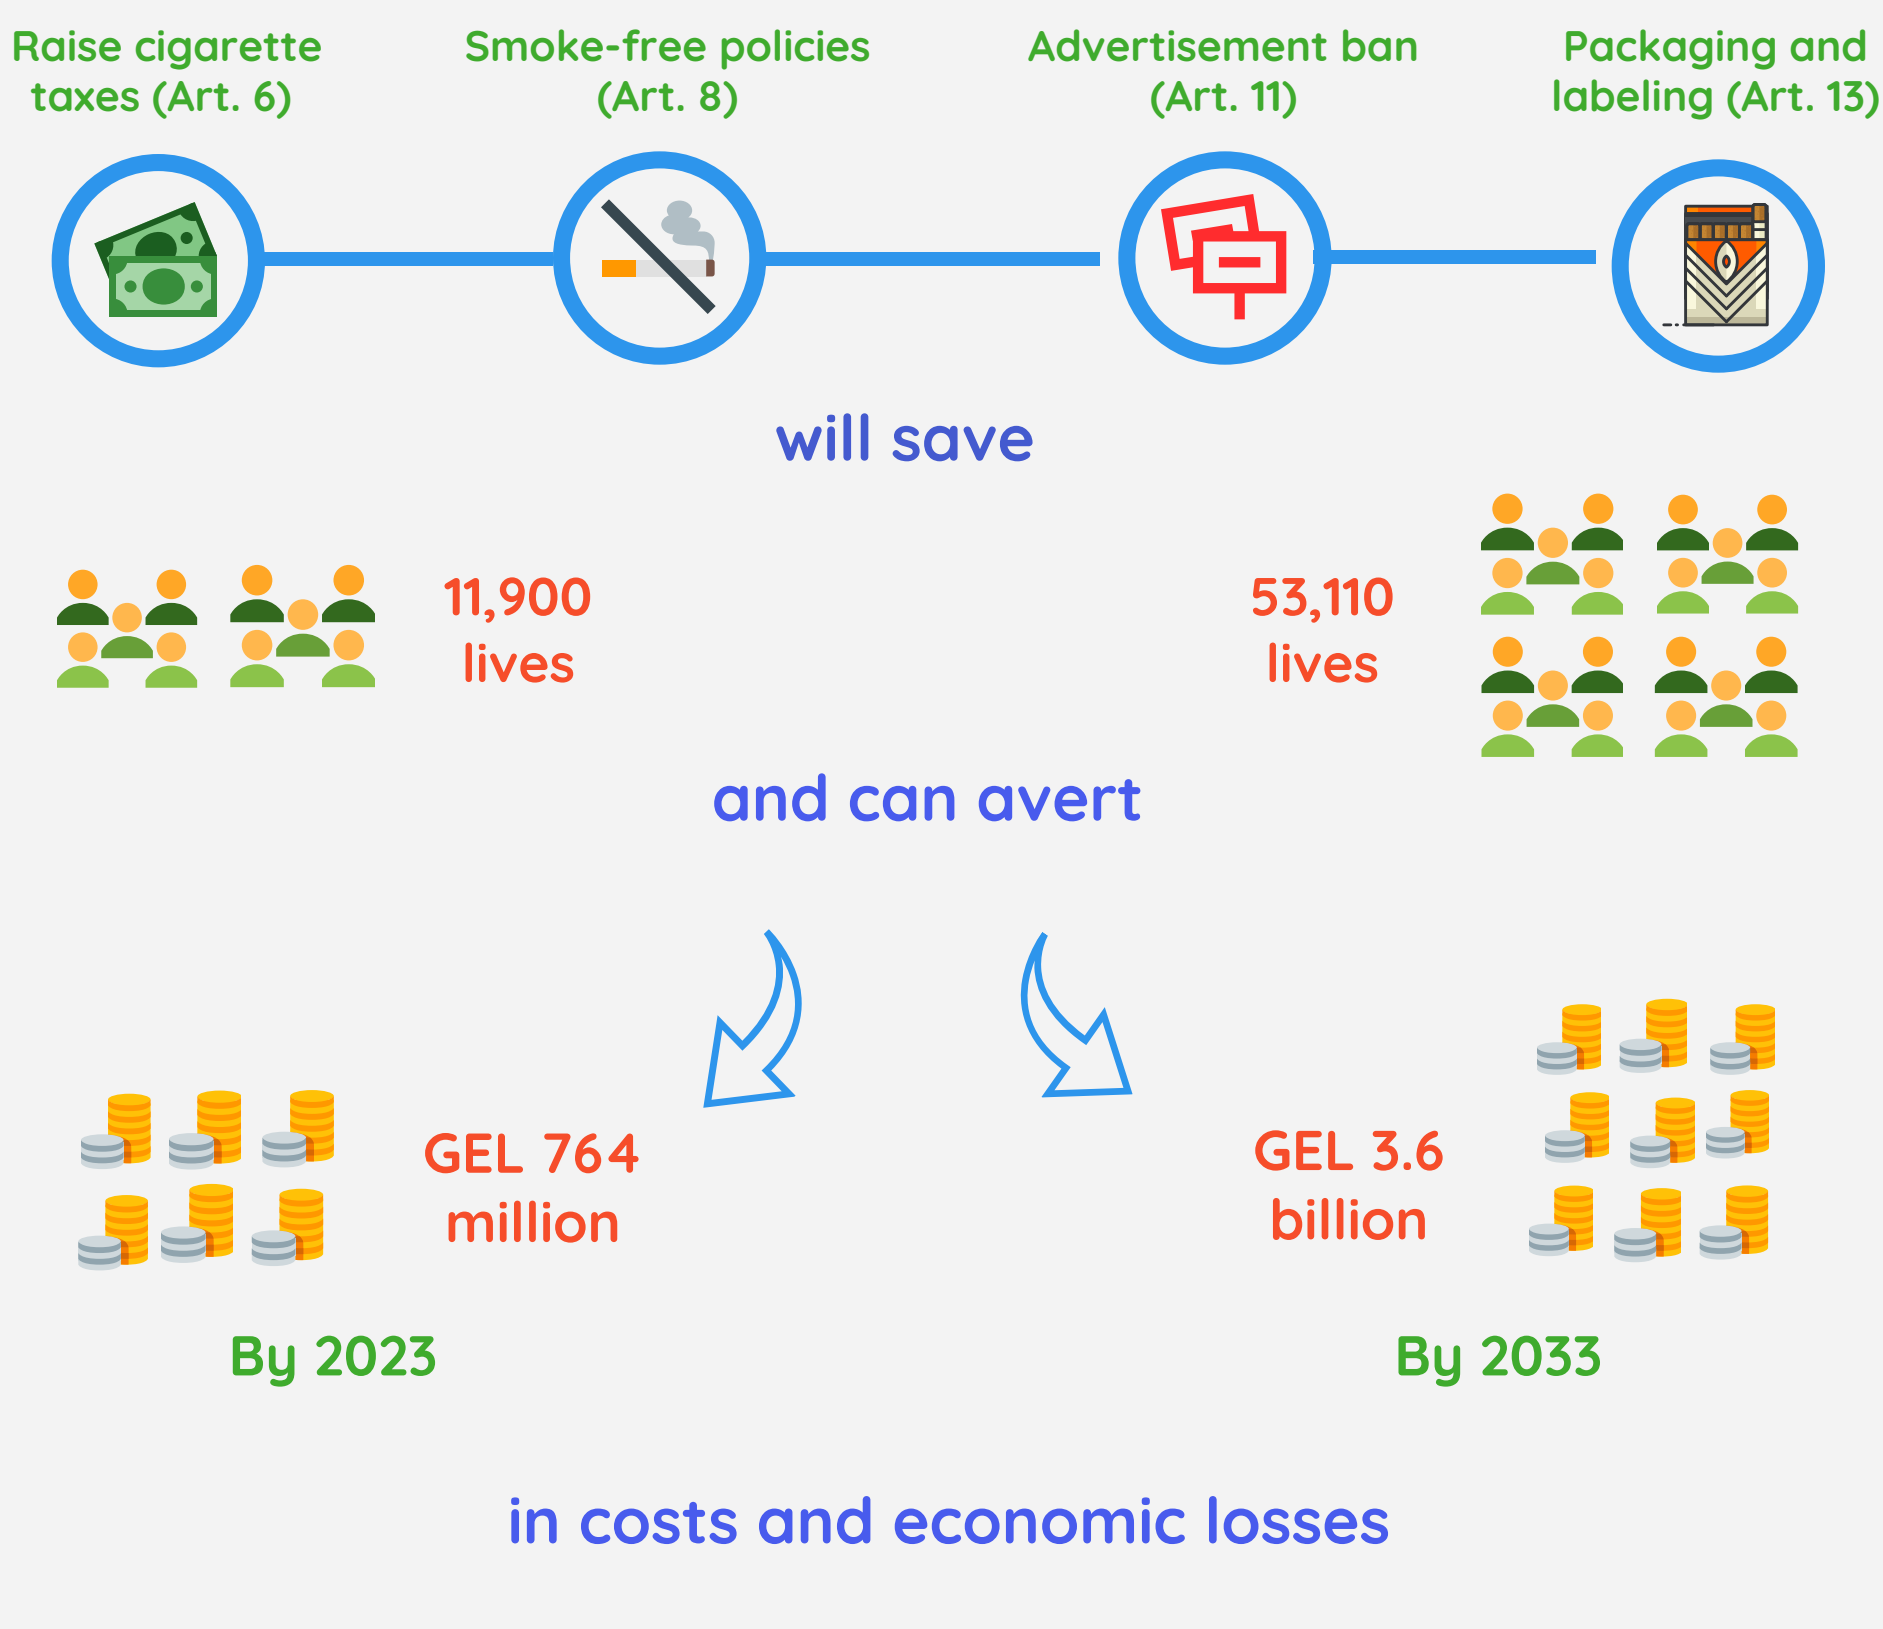 Raise cigarette
taxes (Art. 6)
Smoke-free policies
(Art. 8)
Advertisement ban
(Art. 11)
Packaging and
labeling (Art. 13)
will save
11,900
lives
53,110
lives
and can avert
GEL 764
million
GEL 3.6
billion
By 2023
By 2033
in costs and economic losses